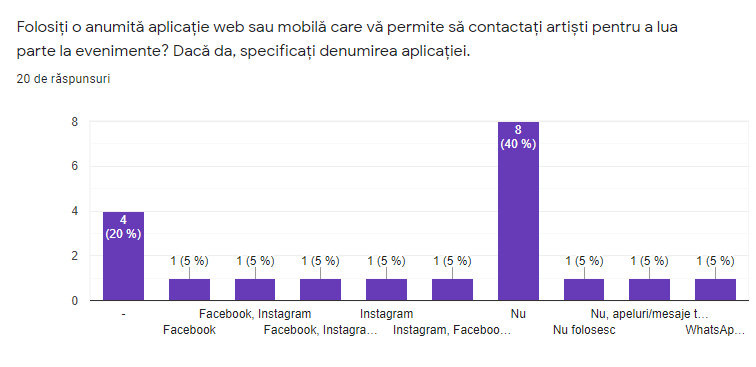 Folosiți o anumită aplicație web sau mobilă care vă permite să contactați artiști pentru a lua
parte la evenimente? Dacă da, specificați denumirea aplicației.
20 de răspunsuri
8
6
4
2
0
4
(20 %)
1 (5 %)
1 (5 %)
1 (5 %)
1 (5 %)
1 (5 %)
8
(40 %)
1 (5 %)
1 (5 %)
1 (5 %)
-
Facebook
Facebook, Instagram
Facebook, Instagra…
Instagram
Instagram, Faceboo…
Nu
Nu folosesc
Nu, apeluri/mesaje t…
WhatsAp…